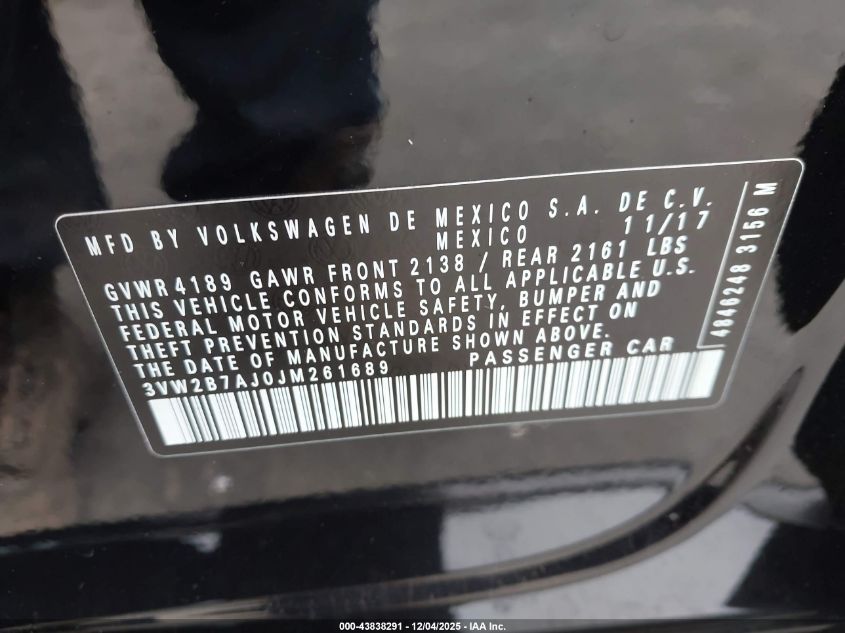 MFD BY VOLKSWAGEN DE MEXICO S.A. DE C.V.
MEXICO 11/17
GVWR 4189 GAWR FRONT 2138 / REAR 2161 LBS
THIS VEHICLE CONFORMS TO ALL APPLICABLE U.S.
FEDERAL MOTOR VEHICLE SAFETY, BUMPER AND
THEFT PREVENTION STANDARDS IN EFFECT ON
THE DATE OF MANUFACTURE SHOWN ABOVE.
3VW2B7AJ0JM261689 PASSENGER CAR
4846248 3156 M
000-43838291 - 12/04/2025 - IAA Inc.